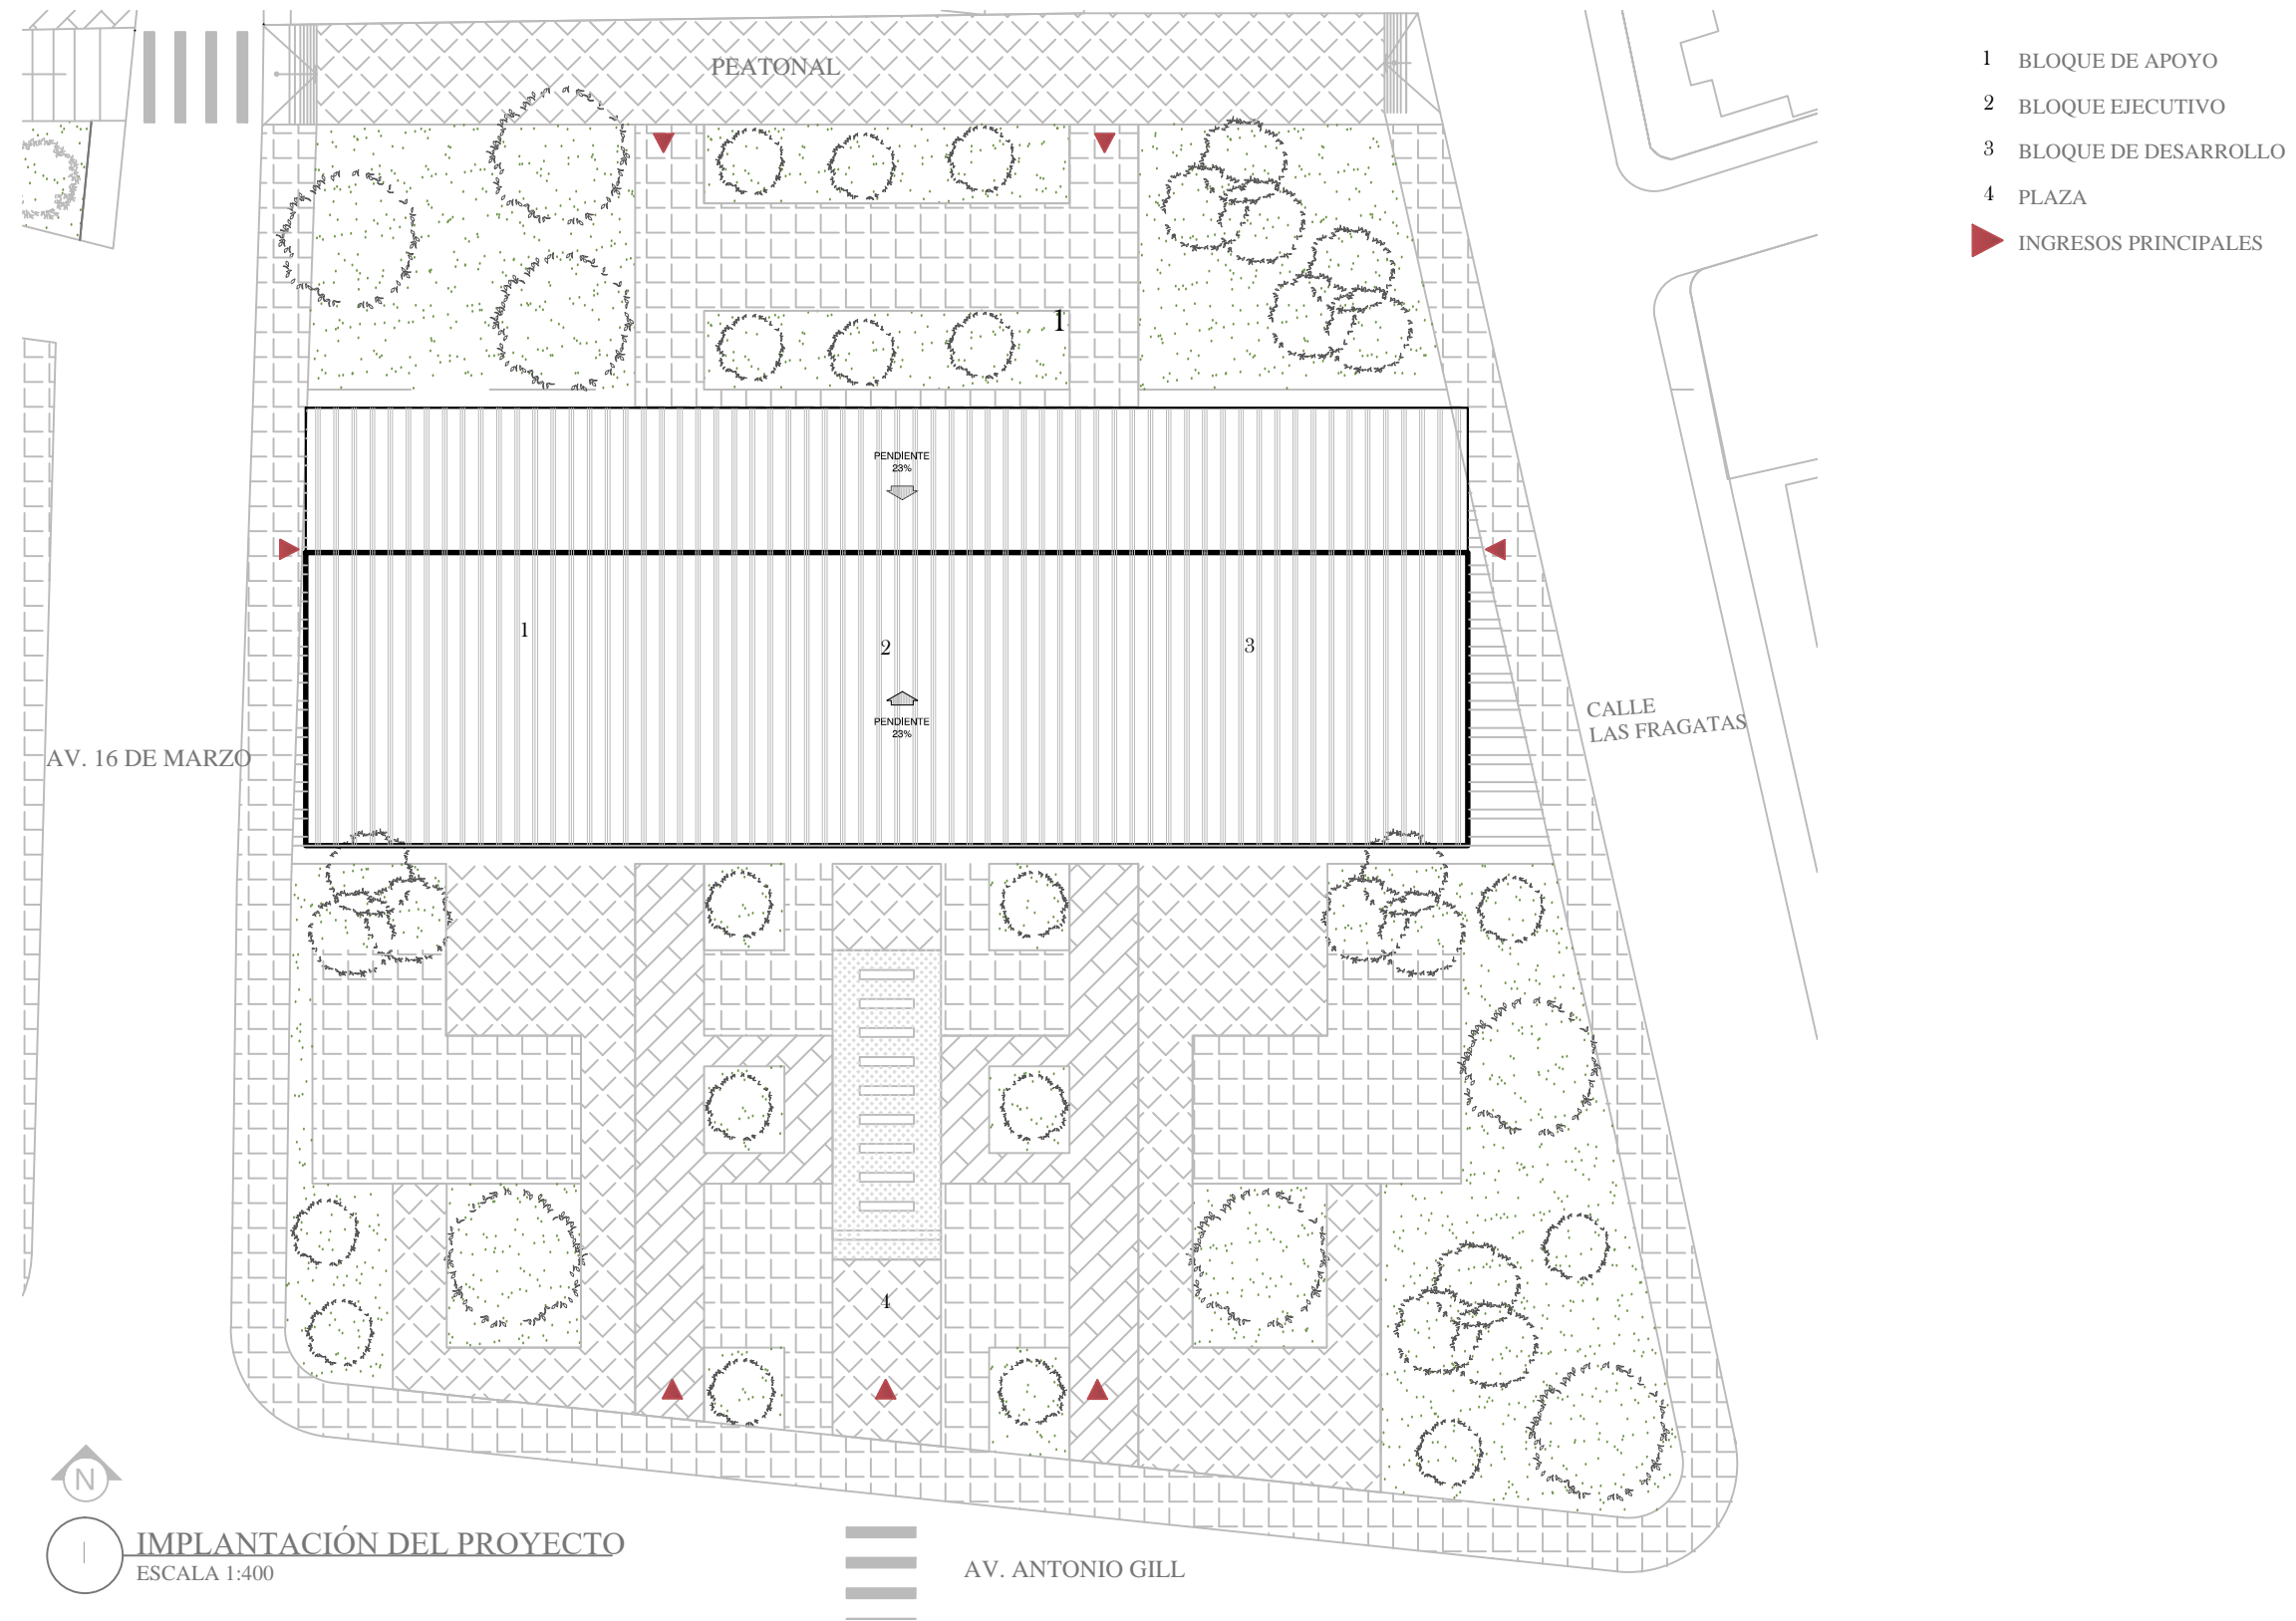 PEATONAL
1 BLOQUE DE APOYO
2 BLOQUE EJECUTIVO
3 BLOQUE DE DESARROLLO
4 PLAZA
INGRESOS PRINCIPALES
1
PENDIENTE
23%
1
2
3
PENDIENTE
23%
AV. 16 DE MARZO
CALLE
LAS FRAGATAS
4
N
I
IMPLANTACIÓN DEL PROYECTO
ESCALA 1:400
AV. ANTONIO GILL